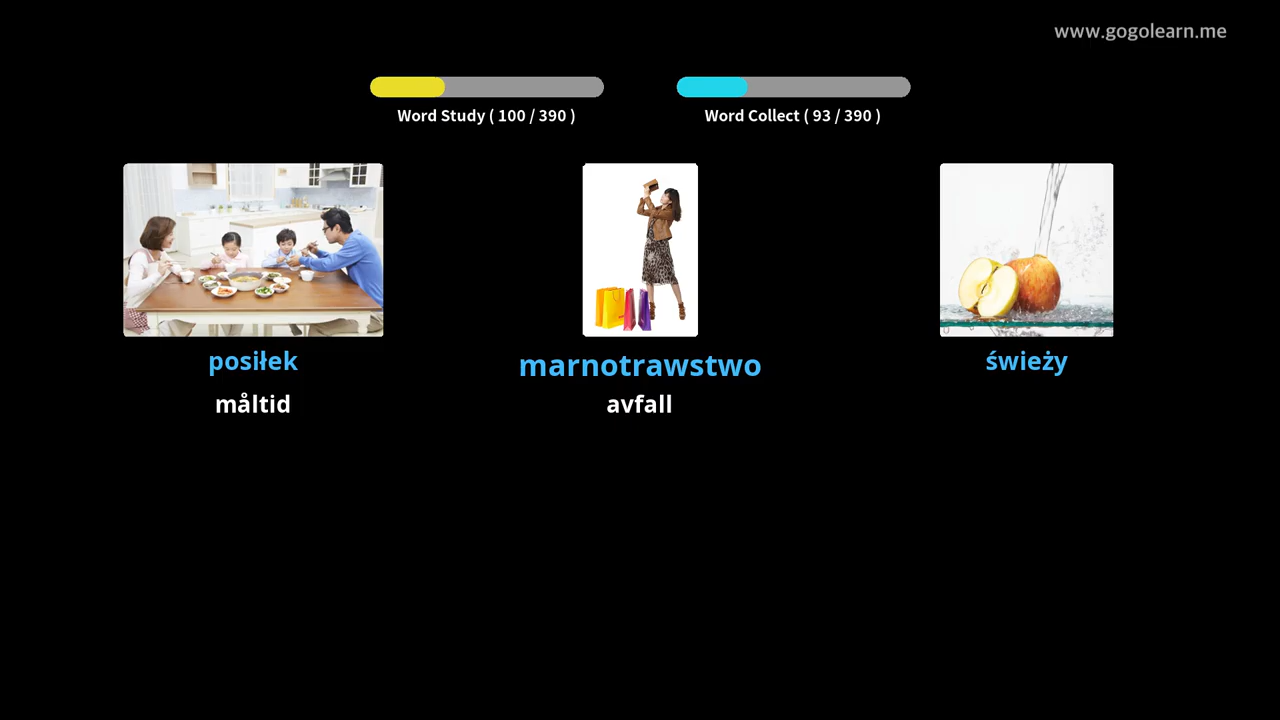 www.gogolearn.me
Word Study ( 100 / 390 )
Word Collect ( 93 / 390 )
posiłek
marnotrawstwo
świeży
måltid
avfall